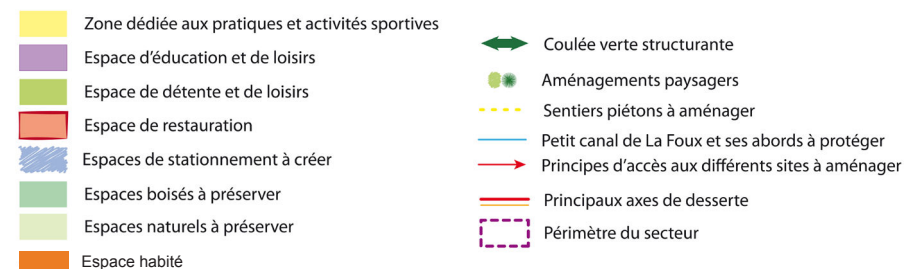 Zone dédiée aux pratiques et activités sportives
Espace d'éducation et de loisirs
Espace de détente et de loisirs
Espace de restauration
Espaces de stationnement à créer
Espaces boisés à préserver
Espaces naturels à préserver
Espace habité
Coulée verte structurante
Aménagements paysagers
Sentiers piétons à aménager
Petit canal de La Foux et ses abords à protéger
Principes d'accès aux différents sites à aménager
Principaux axes de desserte
Périmètre du secteur